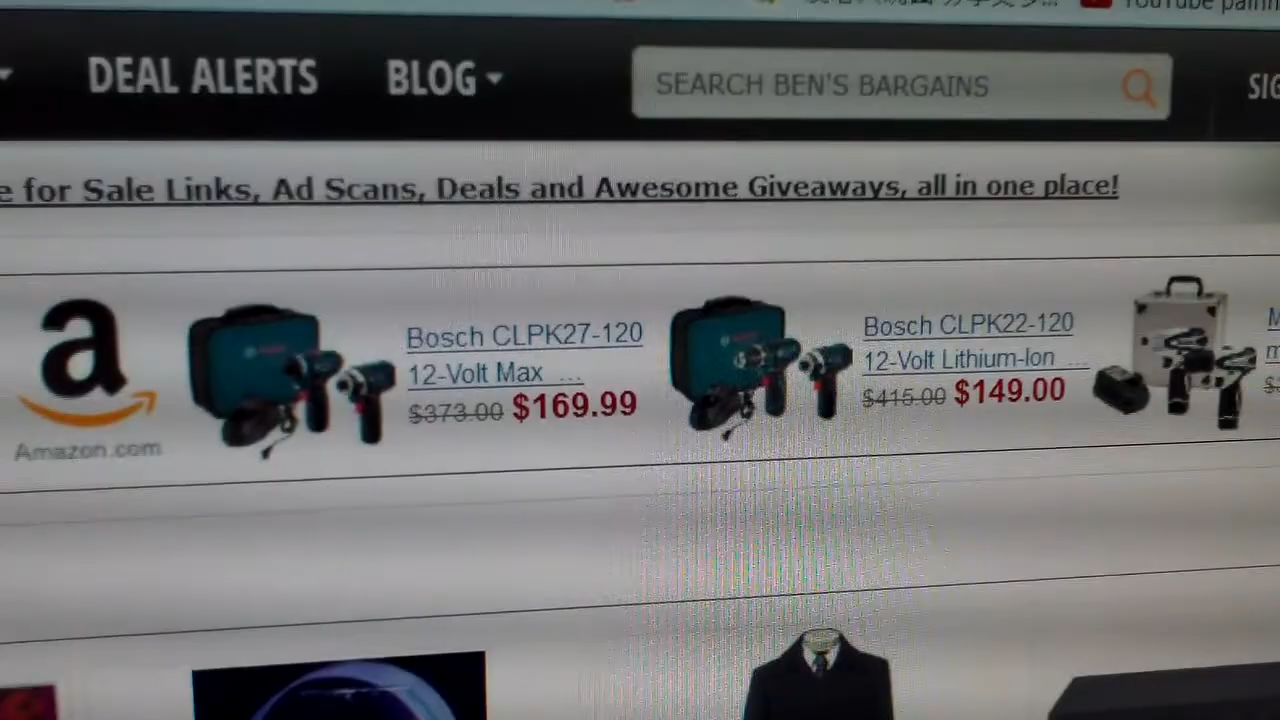 DEAL ALERTS
BLOG
SEARCH BEN'S BARGAINS
e for Sale Links, Ad Scans, Deals and Awesome Giveaways, all in one place!
a
Amazon.com
Bosch CLPK27-120
12-Volt Max ...
$373.00 $169.99
Bosch CLPK22-120
12-Volt Lithium-Ion ...
$415.00 $149.00